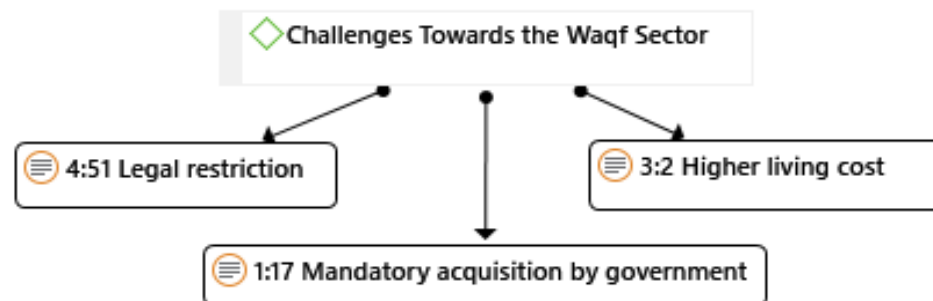 Challenges Towards the Waqf Sector
4:51 Legal restriction
3:2 Higher living cost
1:17 Mandatory acquisition by government